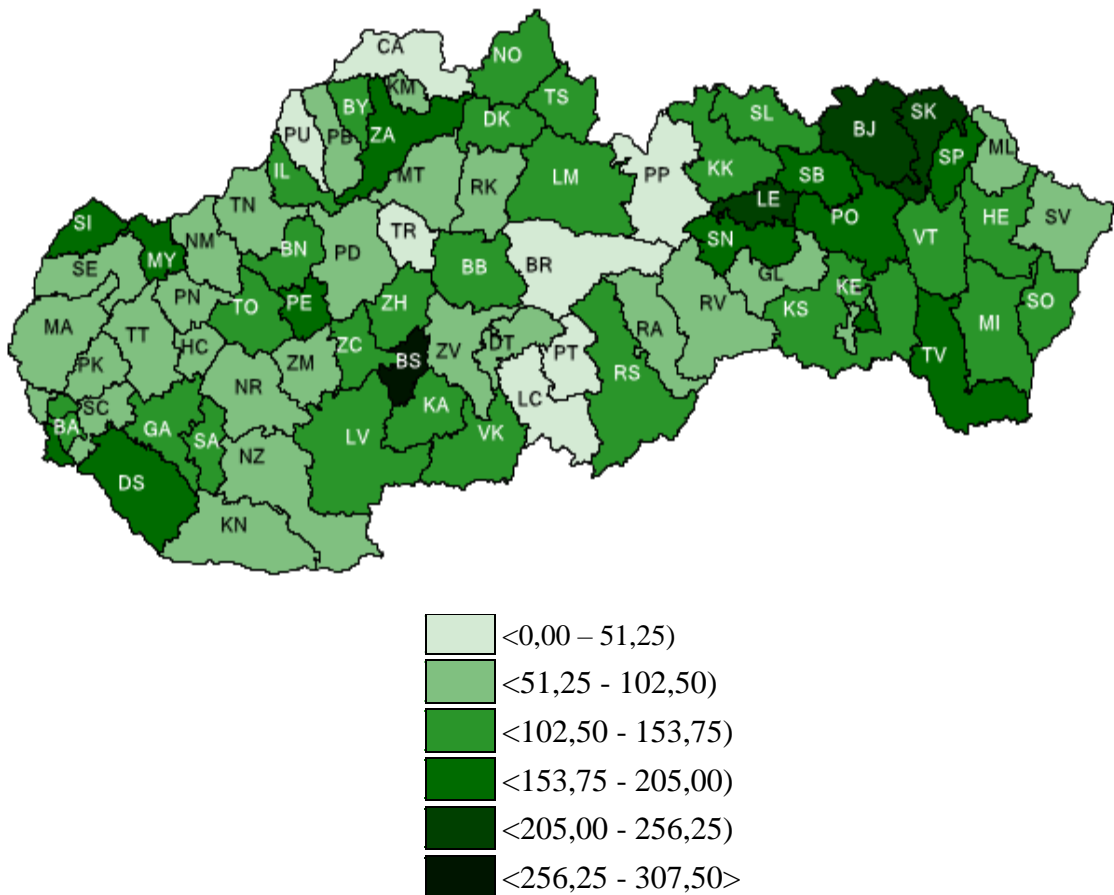 CA
NO
KM
BY
TS
PU
PB
ZA
DK
SL
BJ
SK
ML
SP
IL
MT
RK
LM
PP
KK
SB
LE
TN
SI
NM
TR
PO
HE
SV
VT
MY
BN
PD
BB
BR
SN
SE
GL
PN
TO
PE
ZH
RV
KE
KS
SO
MA
TT
HC
ZC
BS
ZV
DT
PT
RA
MI
TV
PK
ZM
RS
NR
LC
SC
KA
BA
GA
SA
LV
VK
NZ
DS
KN
<0,00 – 51,25)
<51,25 - 102,50)
<102,50 - 153,75)
<153,75 - 205,00)
<205,00 - 256,25)
<256,25 - 307,50>